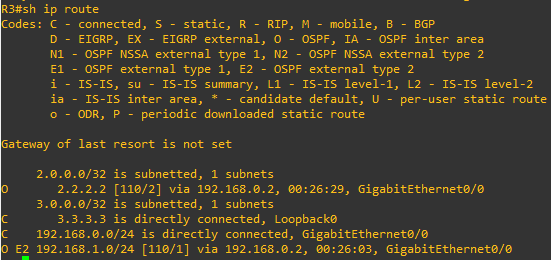 R3#sh ip route
Codes: C - connected, S - static, R - RIP, M - mobile, B - BGP
       D - EIGRP, EX - EIGRP external, O - OSPF, IA - OSPF inter area
       N1 - OSPF NSSA external type 1, N2 - OSPF NSSA external type 2
       E1 - OSPF external type 1, E2 - OSPF external type 2
       i - IS-IS, su - IS-IS summary, L1 - IS-IS level-1, L2 - IS-IS level-2
       ia - IS-IS inter area, * - candidate default, U - per-user static route
       o - ODR, P - periodic downloaded static route
Gateway of last resort is not set
     2.0.0.0/32 is subnetted, 1 subnets
O       2.2.2.2 [110/2] via 192.168.0.2, 00:26:29, GigabitEthernet0/0
     3.0.0.0/32 is subnetted, 1 subnets
C       3.3.3.3 is directly connected, Loopback0
C    192.168.0.0/24 is directly connected, GigabitEthernet0/0
O E2 192.168.1.0/24 [110/1] via 192.168.0.2, 00:26:03, GigabitEthernet0/0